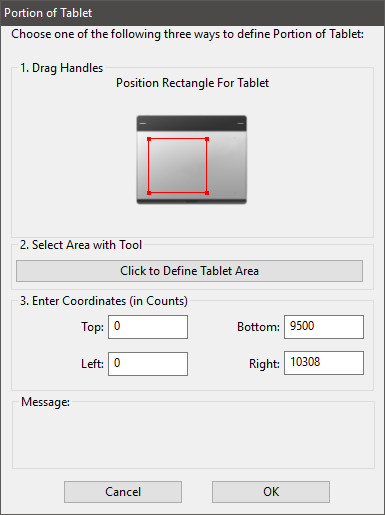 Portion of Tablet
Choose one of the following three ways to define Portion of Tablet:
1. Drag Handles
Position Rectangle For Tablet
2. Select Area with Tool
Click to Define Tablet Area
3. Enter Coordinates (in Counts)
Top: 0 Bottom: 9500
Left: 0 Right: 10308
Message:
Cancel OK